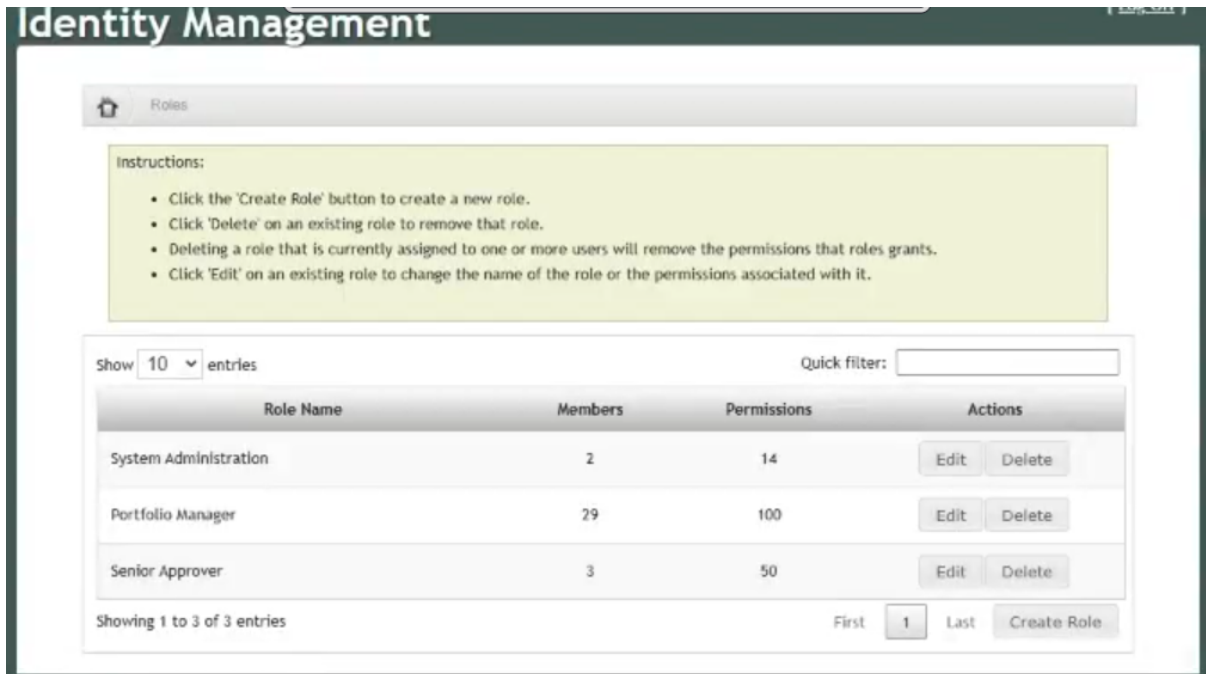 Identity Management
Roles
Instructions:
• Click the 'Create Role' button to create a new role.
• Click 'Delete' on an existing role to remove that role.
• Deleting a role that is currently assigned to one or more users will remove the permissions that roles grants.
• Click 'Edit' on an existing role to change the name of the role or the permissions associated with it.
Show 10 entries Quick filter:
Role Name Members Permissions Actions
System Administration 2 14 Edit Delete
Portfolio Manager 29 100 Edit Delete
Senior Approver 3 50 Edit Delete
Showing 1 to 3 of 3 entries First 1 Last Create Role